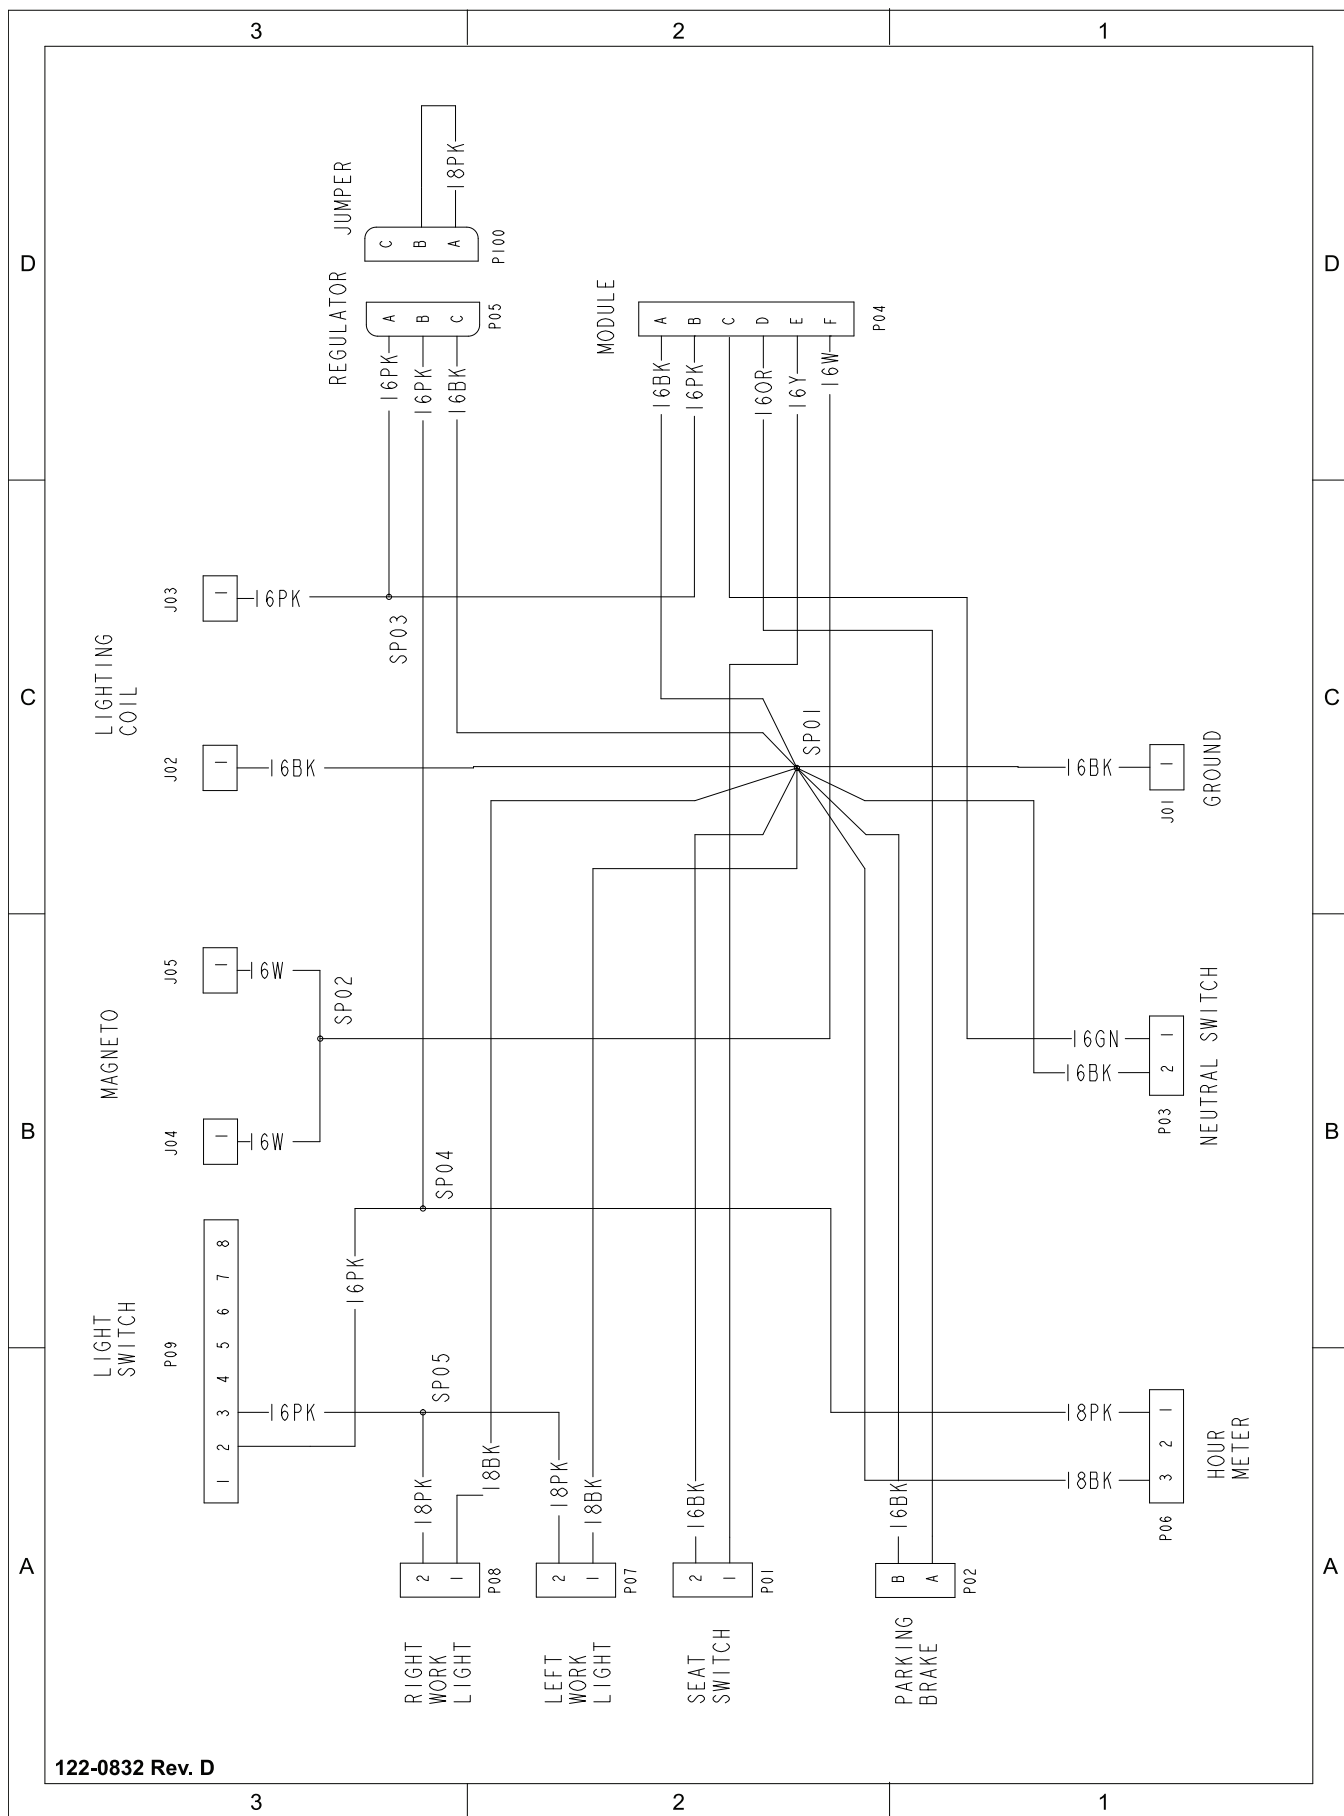 3
2
1
D
D
C
C
B
B
A
A
JUMPER
18PK
C
B
A
P100
REGULATOR
A
B
C
P05
16PK
16PK
16BK
MODULE
A
B
C
D
E
F
P04
16BK
16PK
16OR
16Y
16W
LIGHTING
COIL
J03
1
16PK
SP03
J02
1
16BK
SP01
16BK
1
J01
GROUND
MAGNETO
J05
1
16W
SP02
J04
1
16W
16GN
16BK
1
2
P03
NEUTRAL SWITCH
SP04
LIGHT
SWITCH
P09
8
7
6
5
4
3
2
1
16PK
16PK
SP05
18PK
18BK
18PK
18BK
16BK
16BK
18PK
18BK
1
2
3
P06
HOUR
METER
2
1
P08
RIGHT
WORK
LIGHT
2
1
P07
LEFT
WORK
LIGHT
2
1
P01
SEAT
SWITCH
B
A
P02
PARKING
BRAKE
122-0832 Rev. D
3
2
1